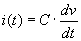 i(t) = C · dv/dt